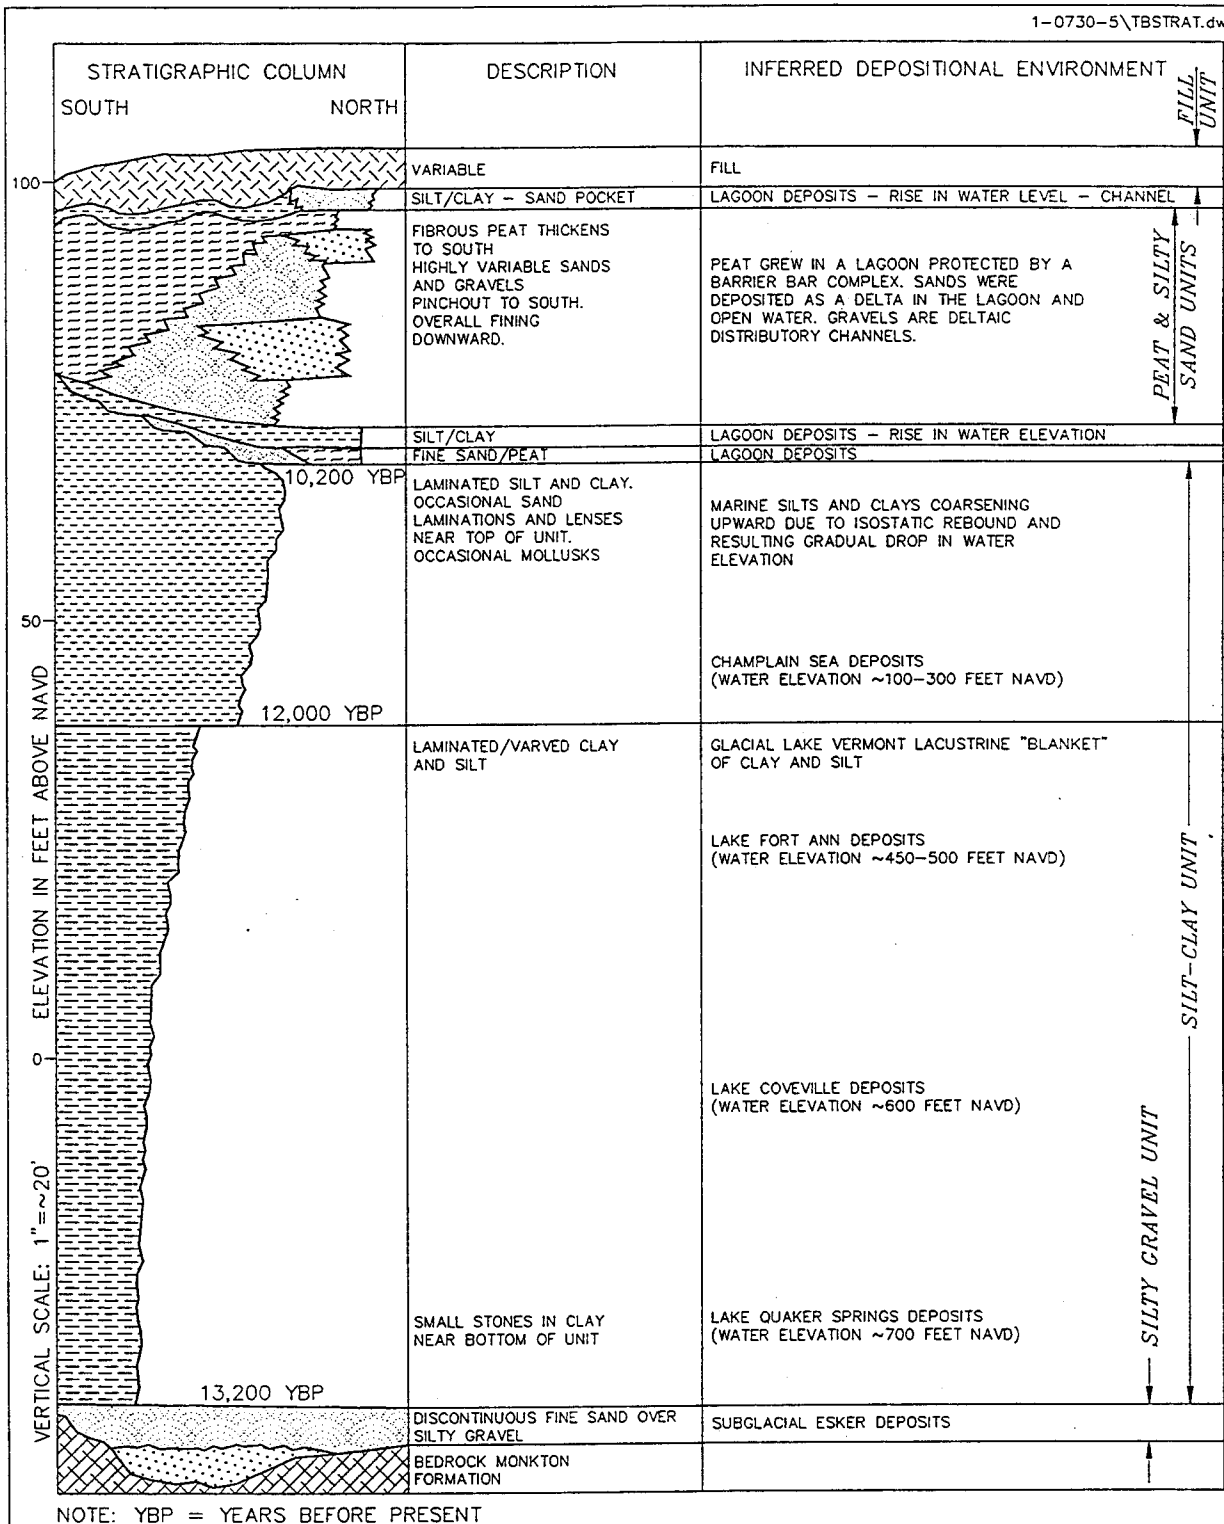 1-0730-5\TBSTRAT.dw
STRATIGRAPHIC COLUMN
SOUTH NORTH
DESCRIPTION
INFERRED DEPOSITIONAL ENVIRONMENT
FILL
UNIT
100
VARIABLE
FILL
SILT/CLAY – SAND POCKET
LAGOON DEPOSITS – RISE IN WATER LEVEL – CHANNEL
FIBROUS PEAT THICKENS
TO SOUTH
HIGHLY VARIABLE SANDS
AND GRAVELS
PINCHOUT TO SOUTH.
OVERALL FINING
DOWNWARD.
PEAT GREW IN A LAGOON PROTECTED BY A
BARRIER BAR COMPLEX. SANDS WERE
DEPOSITED AS A DELTA IN THE LAGOON AND
OPEN WATER. GRAVELS ARE DELTAIC
DISTRIBUTORY CHANNELS.
PEAT & SILTY
SAND UNITS
SILT/CLAY
LAGOON DEPOSITS – RISE IN WATER ELEVATION
FINE SAND/PEAT
LAGOON DEPOSITS
10,200 YBP
LAMINATED SILT AND CLAY.
OCCASIONAL SAND
LAMINATIONS AND LENSES
NEAR TOP OF UNIT.
OCCASIONAL MOLLUSKS
MARINE SILTS AND CLAYS COARSENING
UPWARD DUE TO ISOSTATIC REBOUND AND
RESULTING GRADUAL DROP IN WATER
ELEVATION
50
CHAMPLAIN SEA DEPOSITS
(WATER ELEVATION ~100–300 FEET NAVD)
12,000 YBP
LAMINATED/VARVED CLAY
AND SILT
GLACIAL LAKE VERMONT LACUSTRINE "BLANKET"
OF CLAY AND SILT
LAKE FORT ANN DEPOSITS
(WATER ELEVATION ~450–500 FEET NAVD)
ELEVATION IN FEET ABOVE NAVD
SILT-CLAY UNIT
0
LAKE COVEVILLE DEPOSITS
(WATER ELEVATION ~600 FEET NAVD)
VERTICAL SCALE: 1"=~20'
SILTY GRAVEL UNIT
SMALL STONES IN CLAY
NEAR BOTTOM OF UNIT
LAKE QUAKER SPRINGS DEPOSITS
(WATER ELEVATION ~700 FEET NAVD)
13,200 YBP
DISCONTINUOUS FINE SAND OVER
SILTY GRAVEL
SUBGLACIAL ESKER DEPOSITS
BEDROCK MONKTON
FORMATION
NOTE: YBP = YEARS BEFORE PRESENT